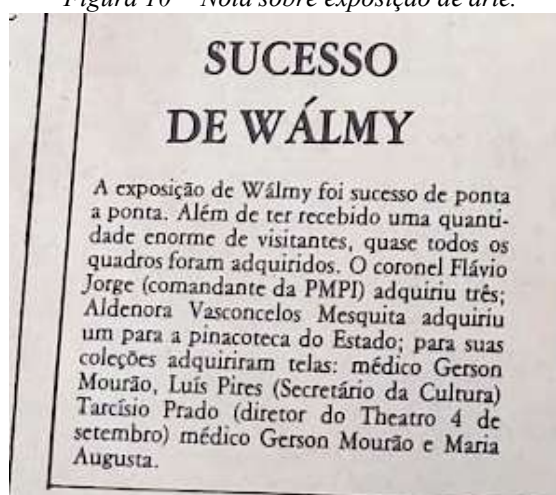 Figura 10 – Nota sobre exposição de arte.
SUCESSO
DE WÁLMY
A exposição de Wálmy foi sucesso de ponta
a ponta. Além de ter recebido uma quanti-
dade enorme de visitantes, quase todos os
quadros foram adquiridos. O coronel Flávio
Jorge (comandante da PMPI) adquiriu três;
Aldenora Vasconcelos Mesquita adquiriu
um para a pinacoteca do Estado; para suas
coleções adquiriram telas: médico Gerson
Mourão, Luís Pires (Secretário da Cultura)
Tarcísio Prado (diretor do Theatro 4 de
setembro) médico Gerson Mourão e Maria
Augusta.